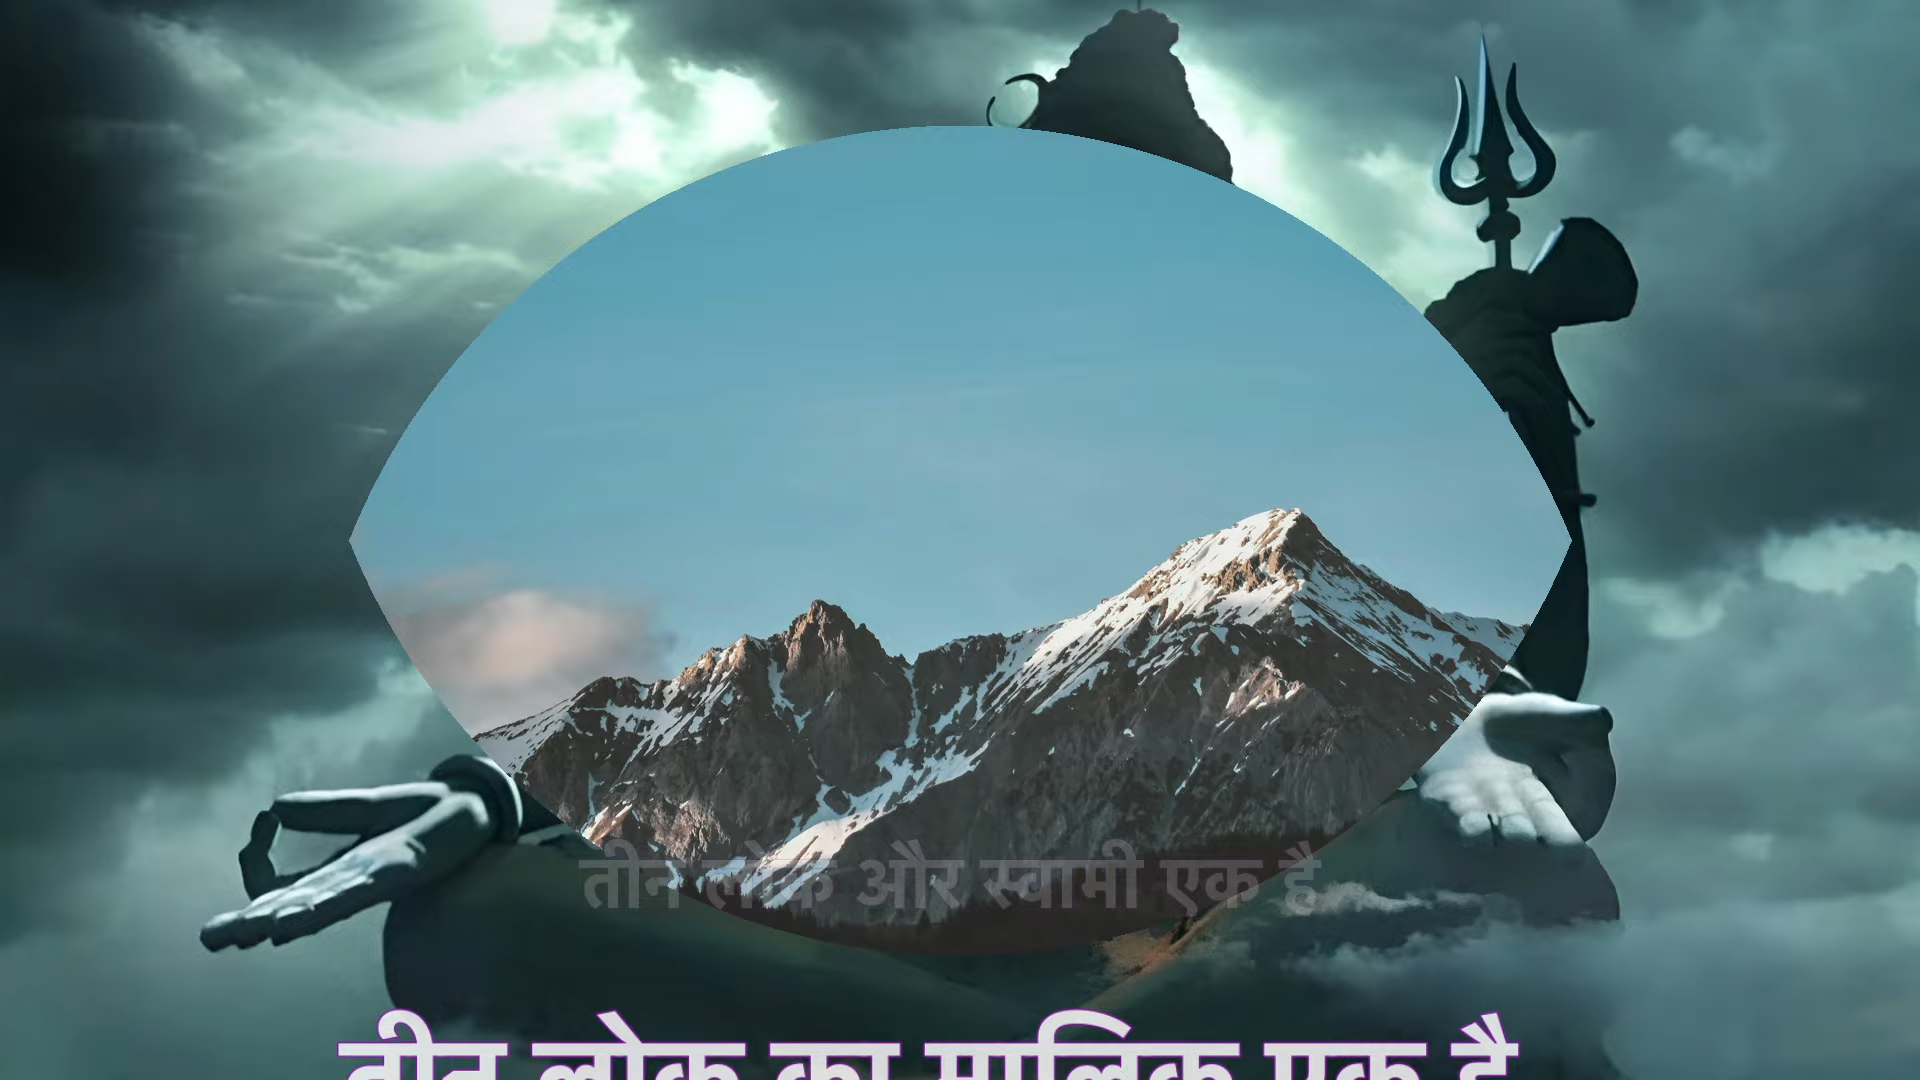 तीन लोक और स्वामी एक है
तीन लोक का मालिक एक है